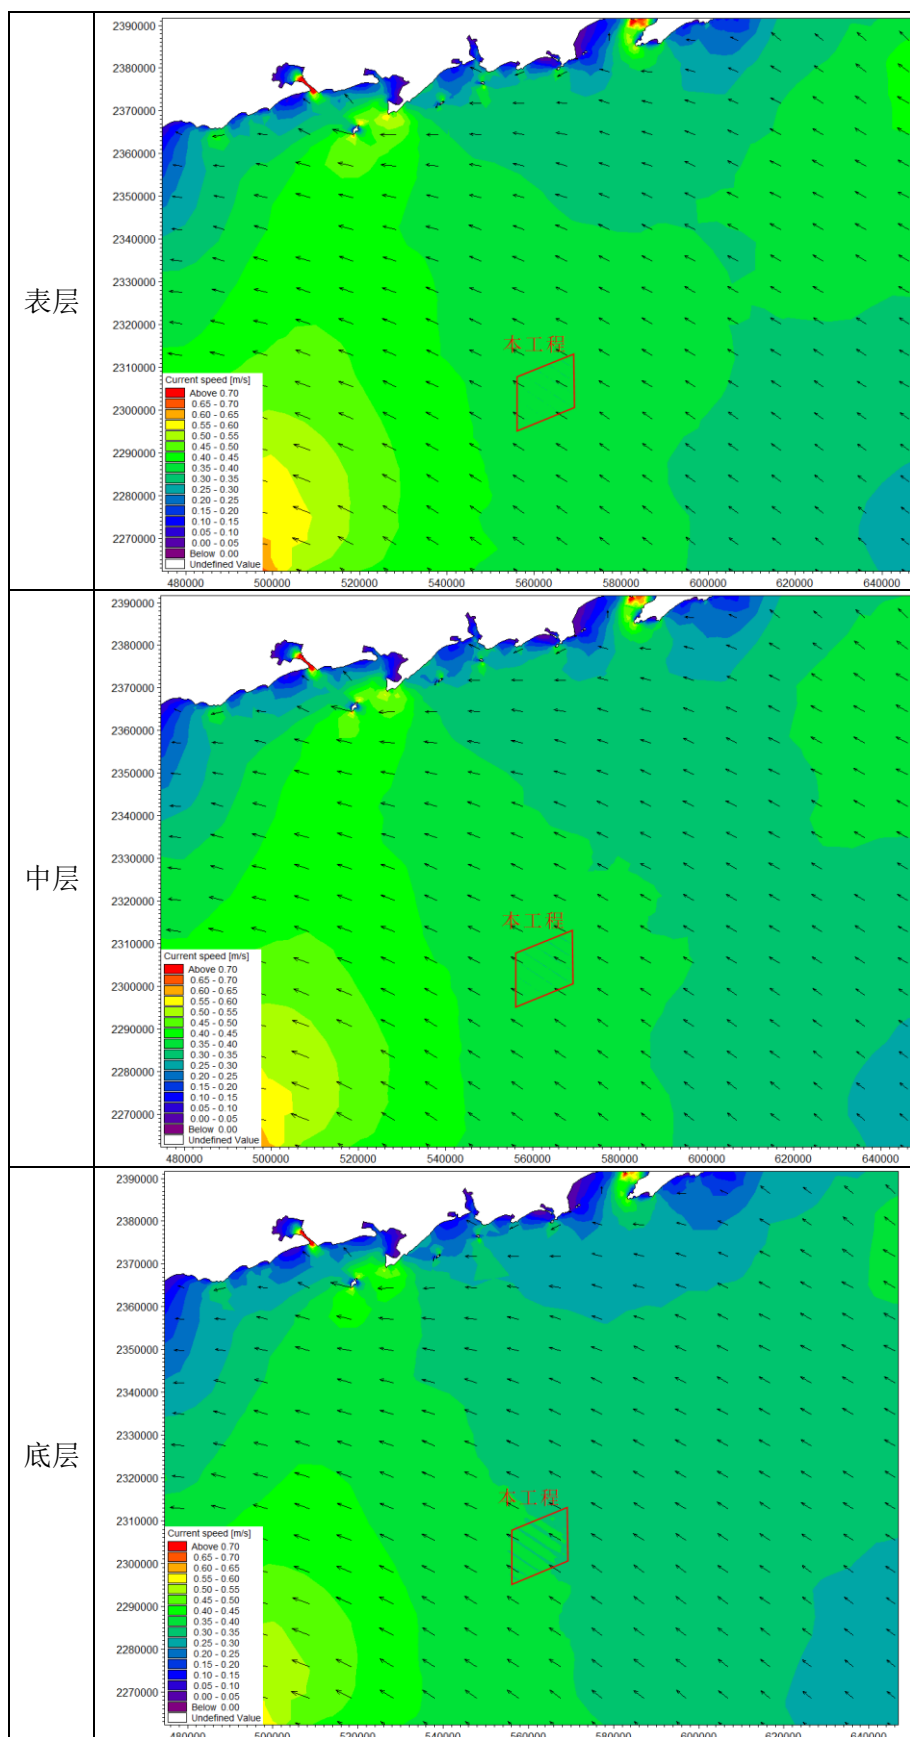 表层
2390000
2380000
2370000
2360000
2350000
2340000
2330000
2320000
2310000
2300000
2290000
2280000
2270000
本工程
Current speed [m/s]
Above 0.70
0.65 - 0.70
0.60 - 0.65
0.55 - 0.60
0.50 - 0.55
0.45 - 0.50
0.40 - 0.45
0.35 - 0.40
0.30 - 0.35
0.25 - 0.30
0.20 - 0.25
0.15 - 0.20
0.10 - 0.15
0.05 - 0.10
0.00 - 0.05
Below 0.00
Undefined Value
480000 500000 520000 540000 560000 580000 600000 620000 640000
中层
2390000
2380000
2370000
2360000
2350000
2340000
2330000
2320000
2310000
2300000
2290000
2280000
2270000
本工程
Current speed [m/s]
Above 0.70
0.65 - 0.70
0.60 - 0.65
0.55 - 0.60
0.50 - 0.55
0.45 - 0.50
0.40 - 0.45
0.35 - 0.40
0.30 - 0.35
0.25 - 0.30
0.20 - 0.25
0.15 - 0.20
0.10 - 0.15
0.05 - 0.10
0.00 - 0.05
Below 0.00
Undefined Value
480000 500000 520000 540000 560000 580000 600000 620000 640000
底层
2390000
2380000
2370000
2360000
2350000
2340000
2330000
2320000
2310000
2300000
2290000
2280000
2270000
本工程
Current speed [m/s]
Above 0.70
0.65 - 0.70
0.60 - 0.65
0.55 - 0.60
0.50 - 0.55
0.45 - 0.50
0.40 - 0.45
0.35 - 0.40
0.30 - 0.35
0.25 - 0.30
0.20 - 0.25
0.15 - 0.20
0.10 - 0.15
0.05 - 0.10
0.00 - 0.05
Below 0.00
Undefined Value
480000 500000 520000 540000 560000 580000 600000 620000 640000